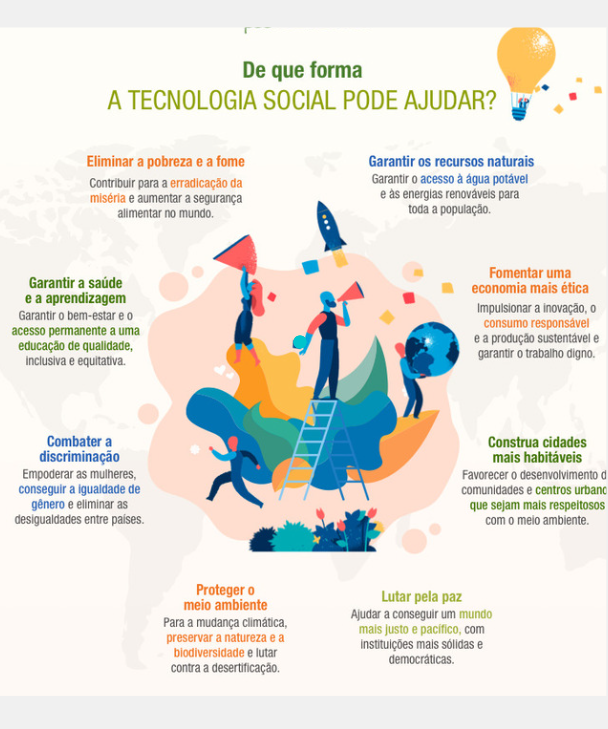 De que forma
A TECNOLOGIA SOCIAL PODE AJUDAR?
Eliminar a pobreza e a fome
Contribuir para a erradicação da
miséria e aumentar a segurança
alimentar no mundo.
Garantir os recursos naturais
Garantir o acesso à água potável
e às energias renováveis para
toda a população.
Garantir a saúde
e a aprendizagem
Garantir o bem-estar e o
acesso permanente a uma
educação de qualidade,
inclusiva e equitativa.
Fomentar uma
economia mais ética
Impulsionar a inovação, o
consumo responsável
e a produção sustentável e
garantir o trabalho digno.
Combater a
discriminação
Empoderar as mulheres,
conseguir a igualdade de
gênero e eliminar as
desigualdades entre países.
Construa cidades
mais habitáveis
Favorecer o desenvolvimento d
comunidades e centros urbano
que sejam mais respeitosos
com o meio ambiente.
Proteger o
meio ambiente
Para a mudança climática,
preservar a natureza e a
biodiversidade e lutar
contra a desertificação.
Lutar pela paz
Ajudar a conseguir um mundo
mais justo e pacífico, com
instituições mais sólidas e
democráticas.